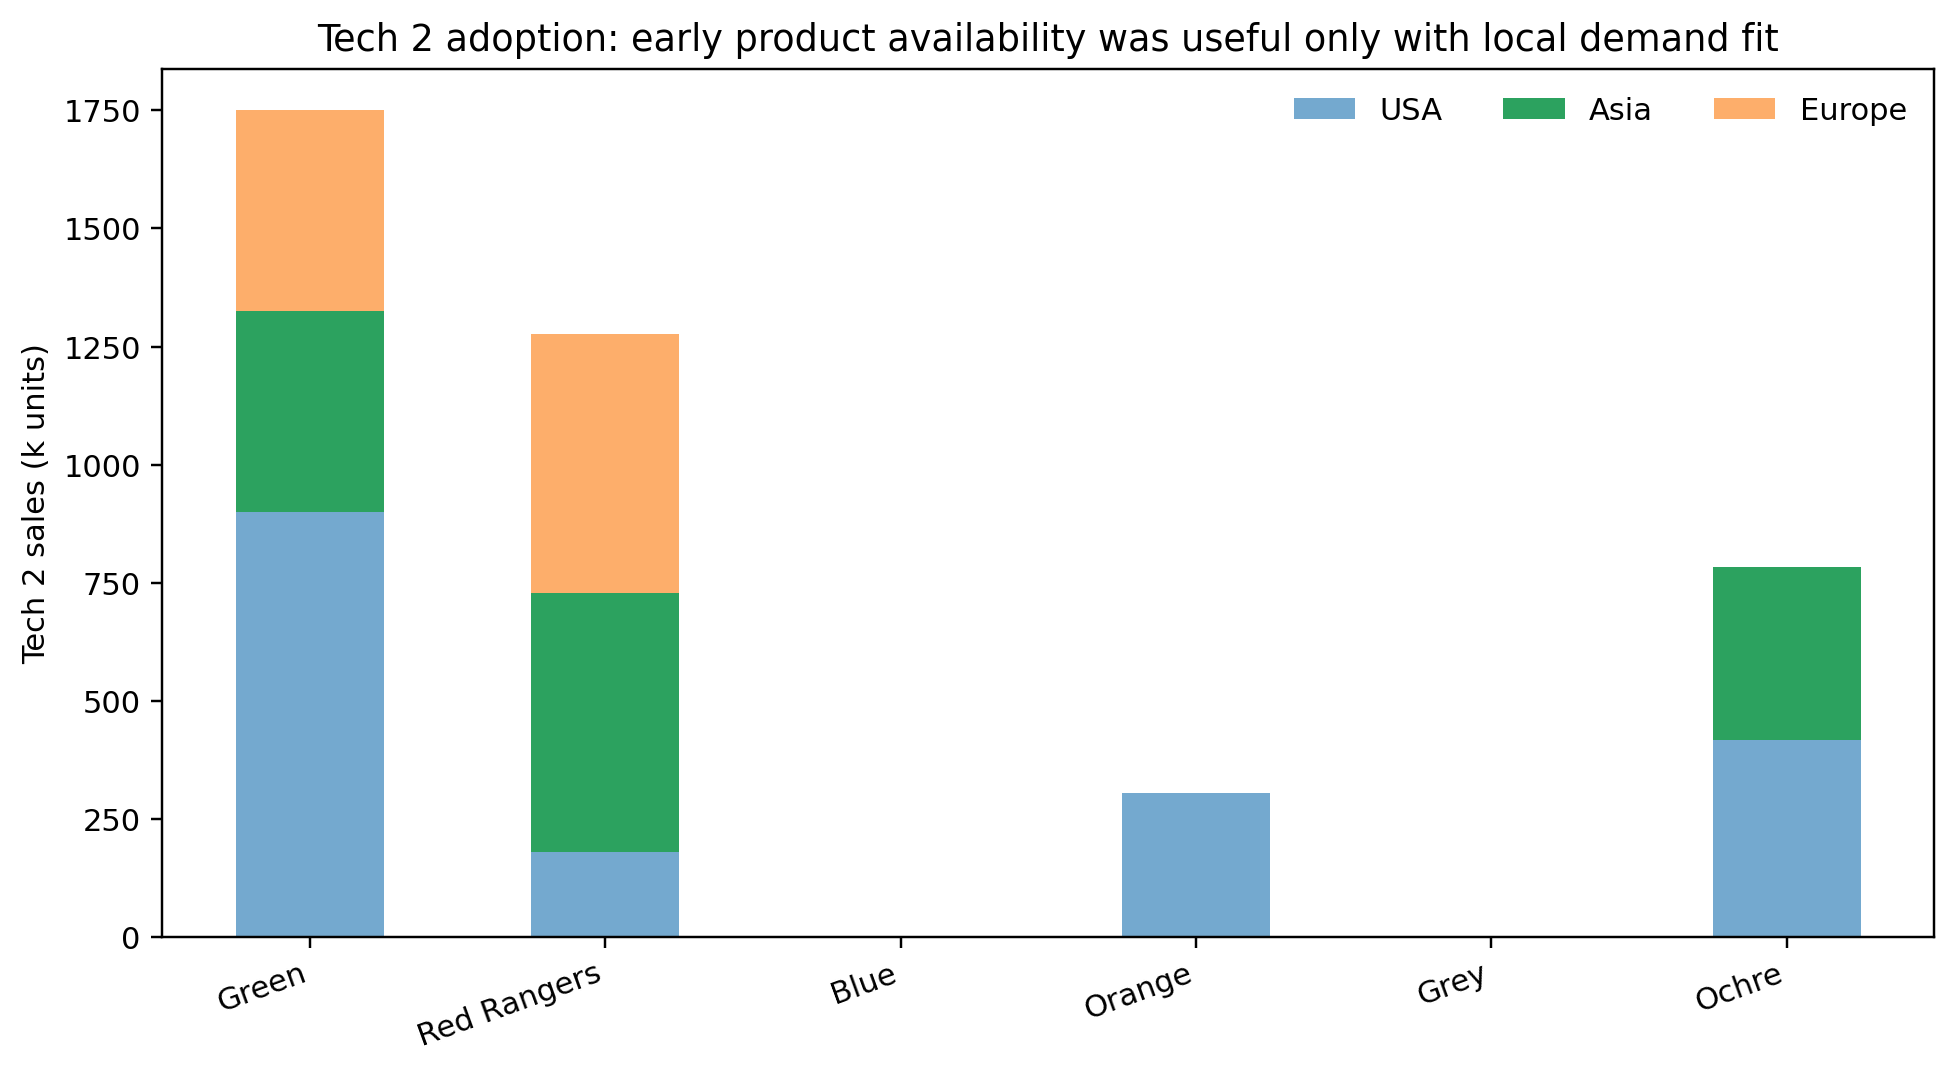 Tech 2 adoption: early product availability was useful only with local demand fit
USA
Asia
Europe
Tech 2 sales (k units)
1750
1500
1250
1000
750
500
250
0
Green
Red Rangers
Blue
Orange
Grey
Ochre